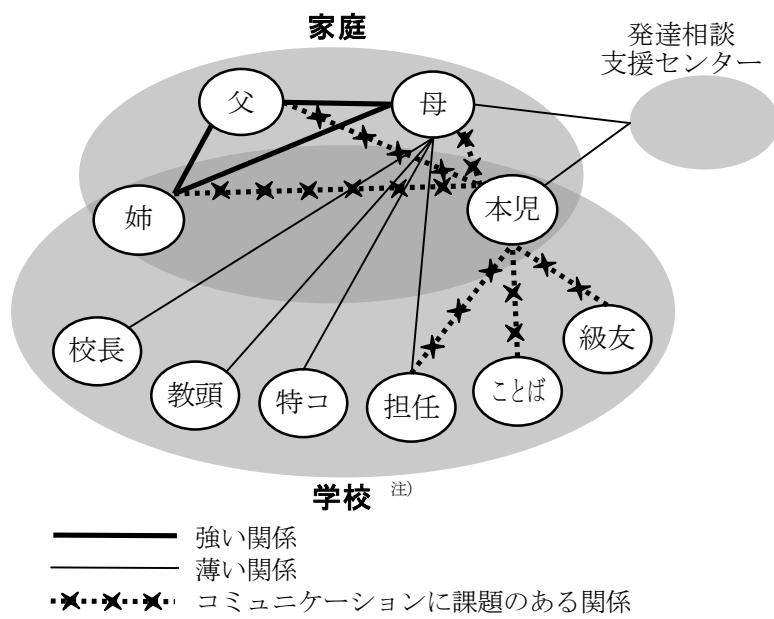 家庭
発達相談
支援センター
父
母
姉
本児
校長
教頭
特コ
担任
ことば
級友
学校 注)
強い関係
薄い関係
コミュニケーションに課題のある関係